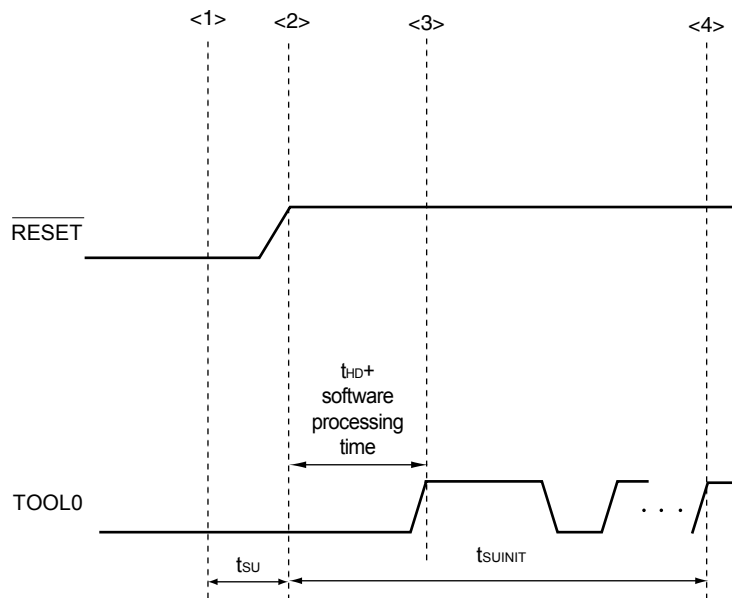 <1> <2> <3> <4>
RESET
tHD+
software
processing
time
TOOL0
. . .
tSU
tSUINIT